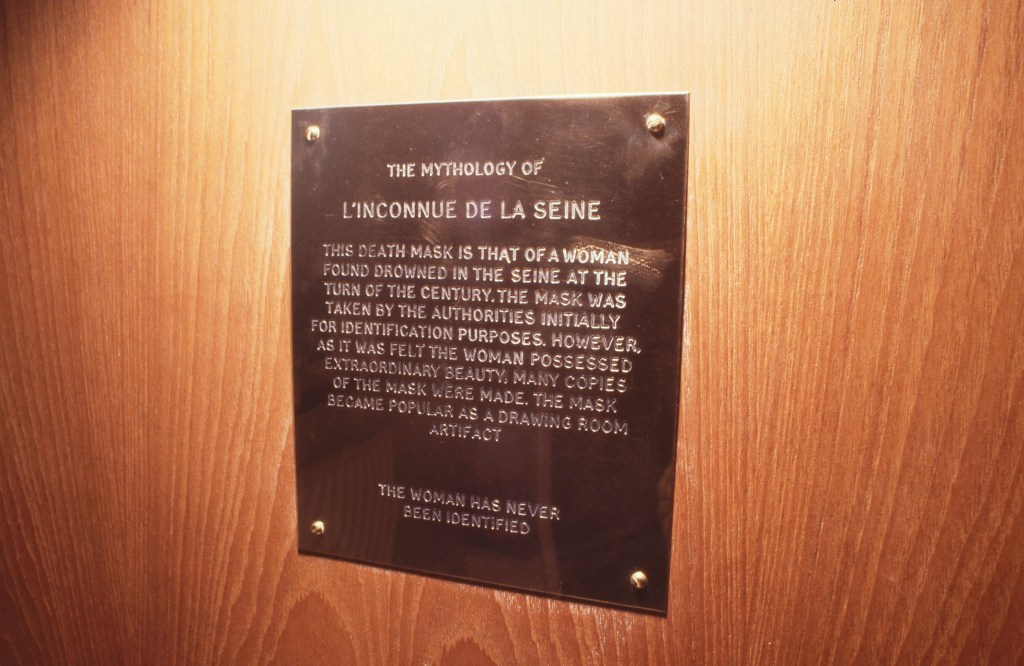 THE MYTHOLOGY OF
L'INCONNUE DE LA SEINE
THIS DEATH MASK IS THAT OF A WOMAN
FOUND DROWNED IN THE SEINE AT THE
TURN OF THE CENTURY. THE MASK WAS
TAKEN BY THE AUTHORITIES INITIALLY
FOR IDENTIFICATION PURPOSES. HOWEVER,
AS IT WAS FELT THE WOMAN POSSESSED
EXTRAORDINARY BEAUTY, MANY COPIES
OF THE MASK WERE MADE. THE MASK
BECAME POPULAR AS A DRAWING ROOM
ARTIFACT
THE WOMAN HAS NEVER
BEEN IDENTIFIED